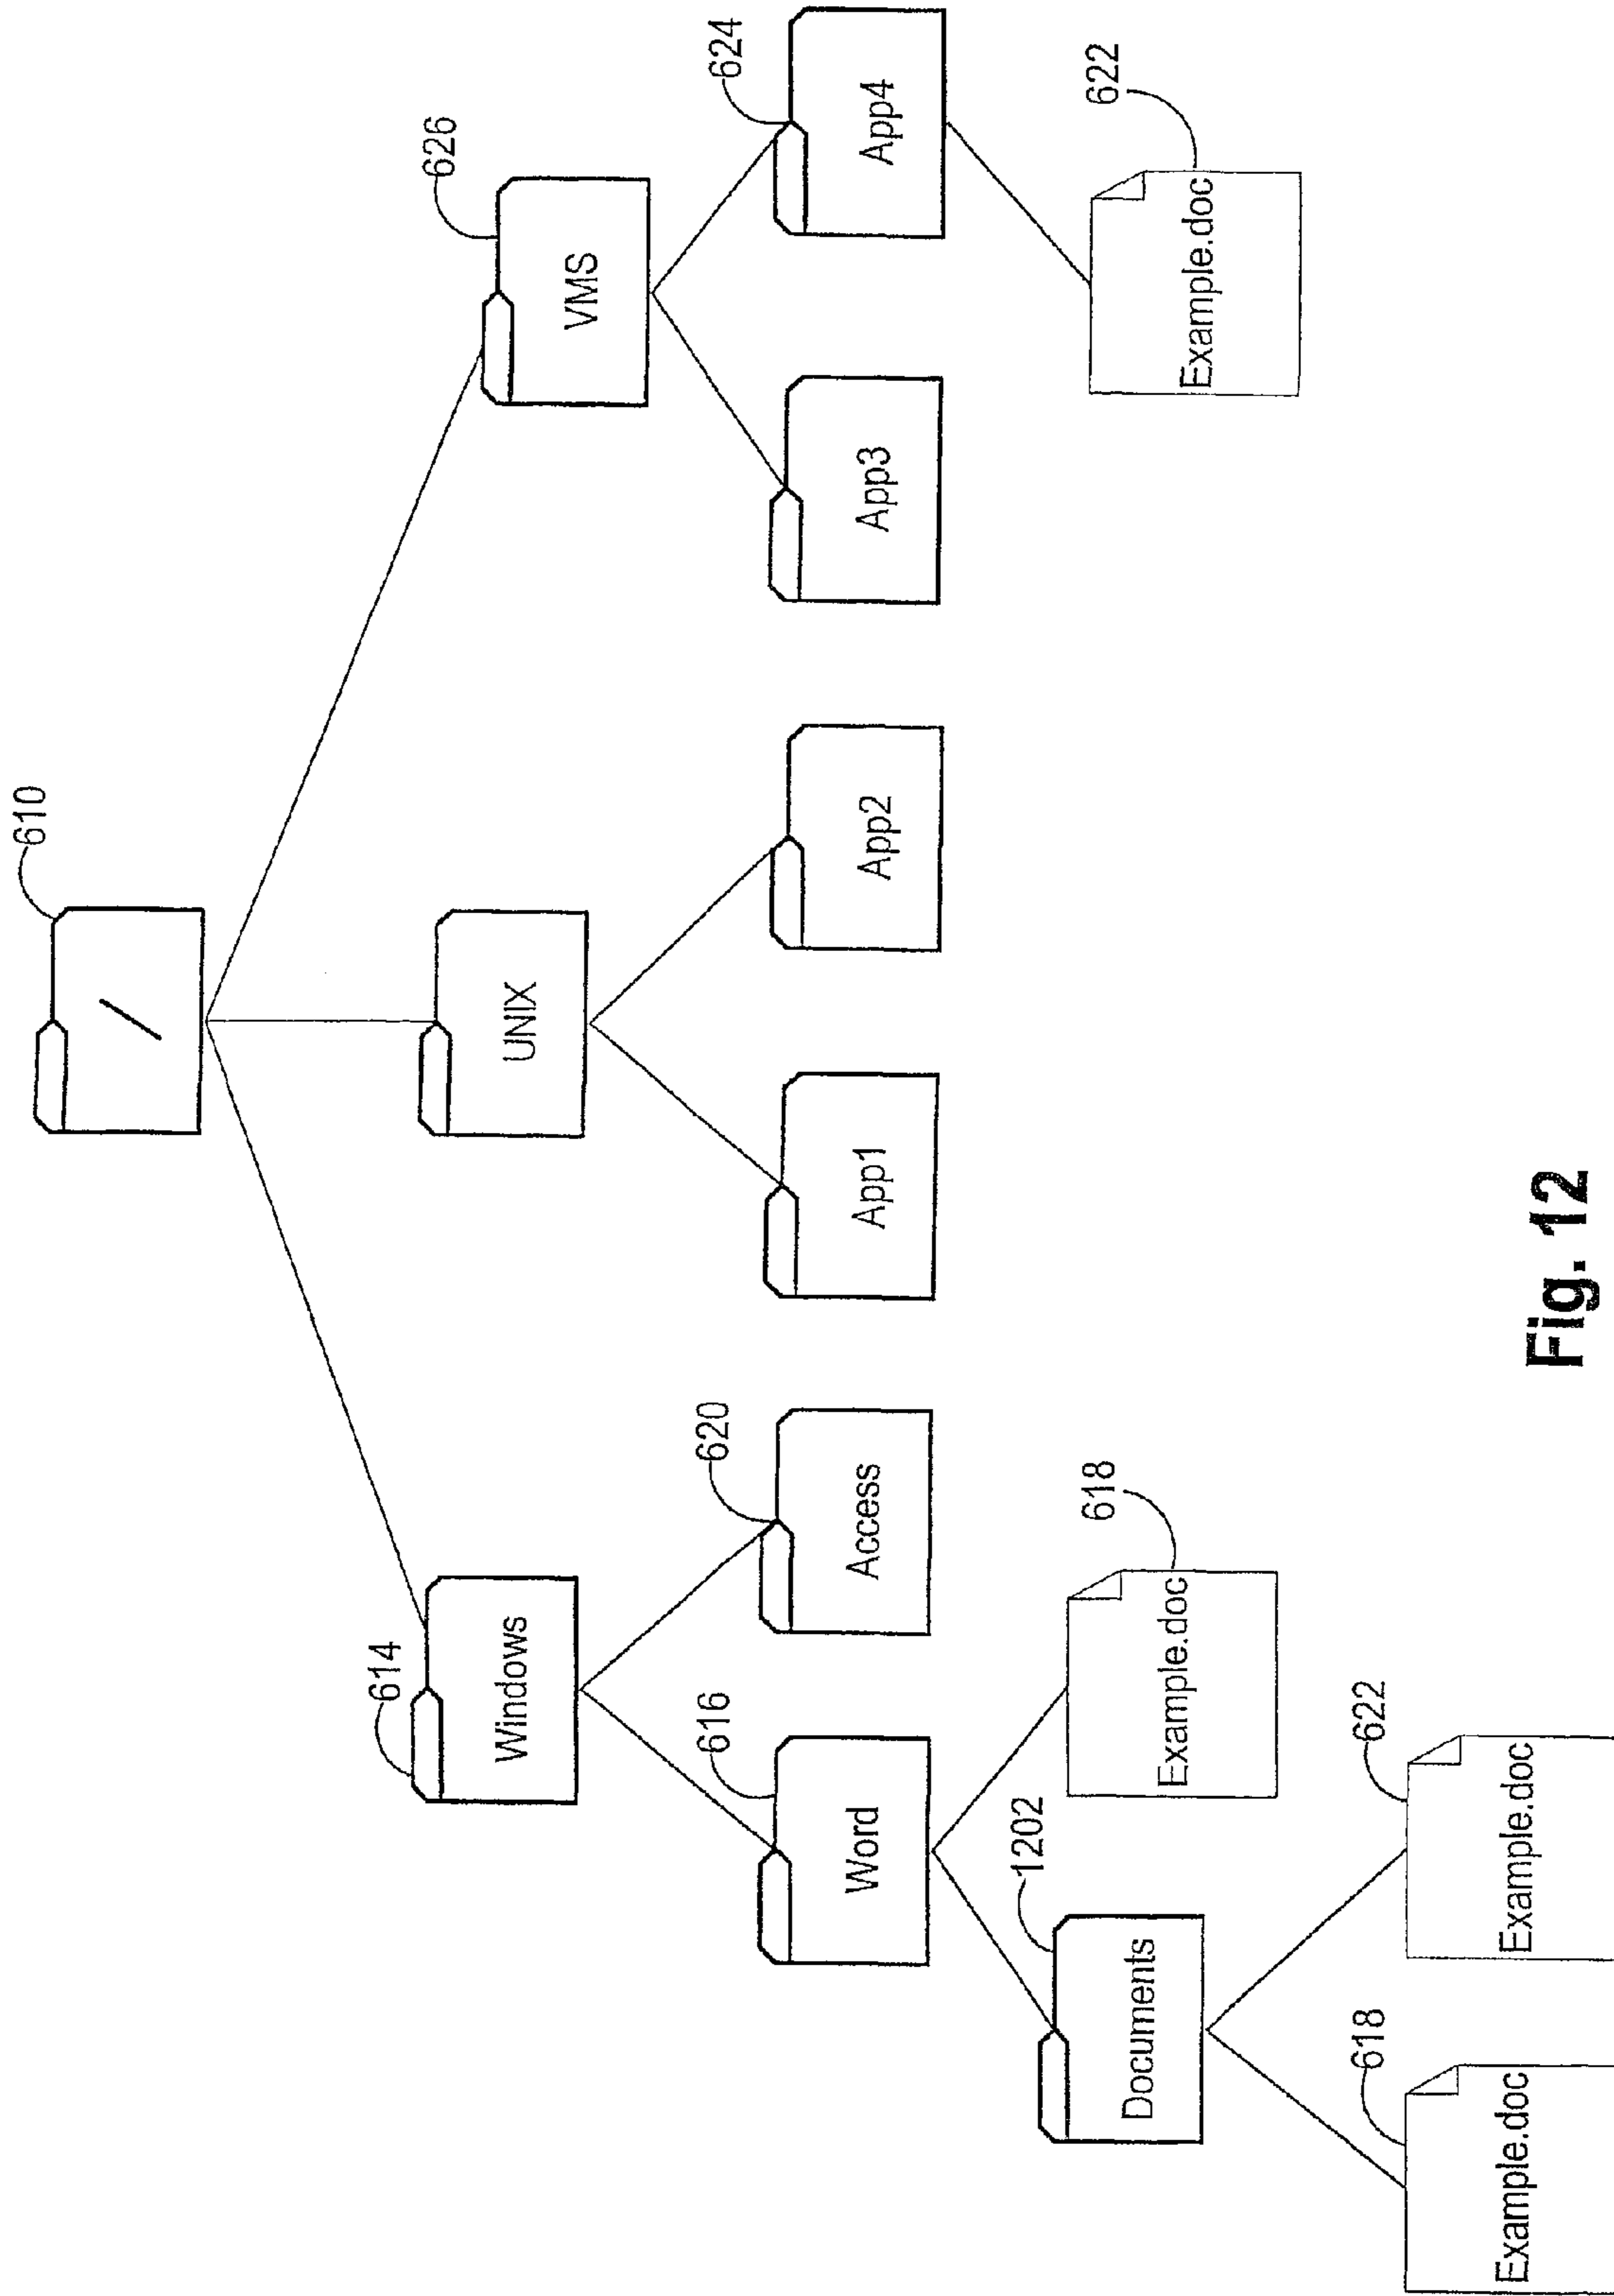 610
/
614
626
Windows
UNIX
VMS
616
620
624
Word
Access
App1
App2
App3
App4
1202
618
622
Documents
Example.doc
Example.doc
618
622
Example.doc
Example.doc
Fig. 12